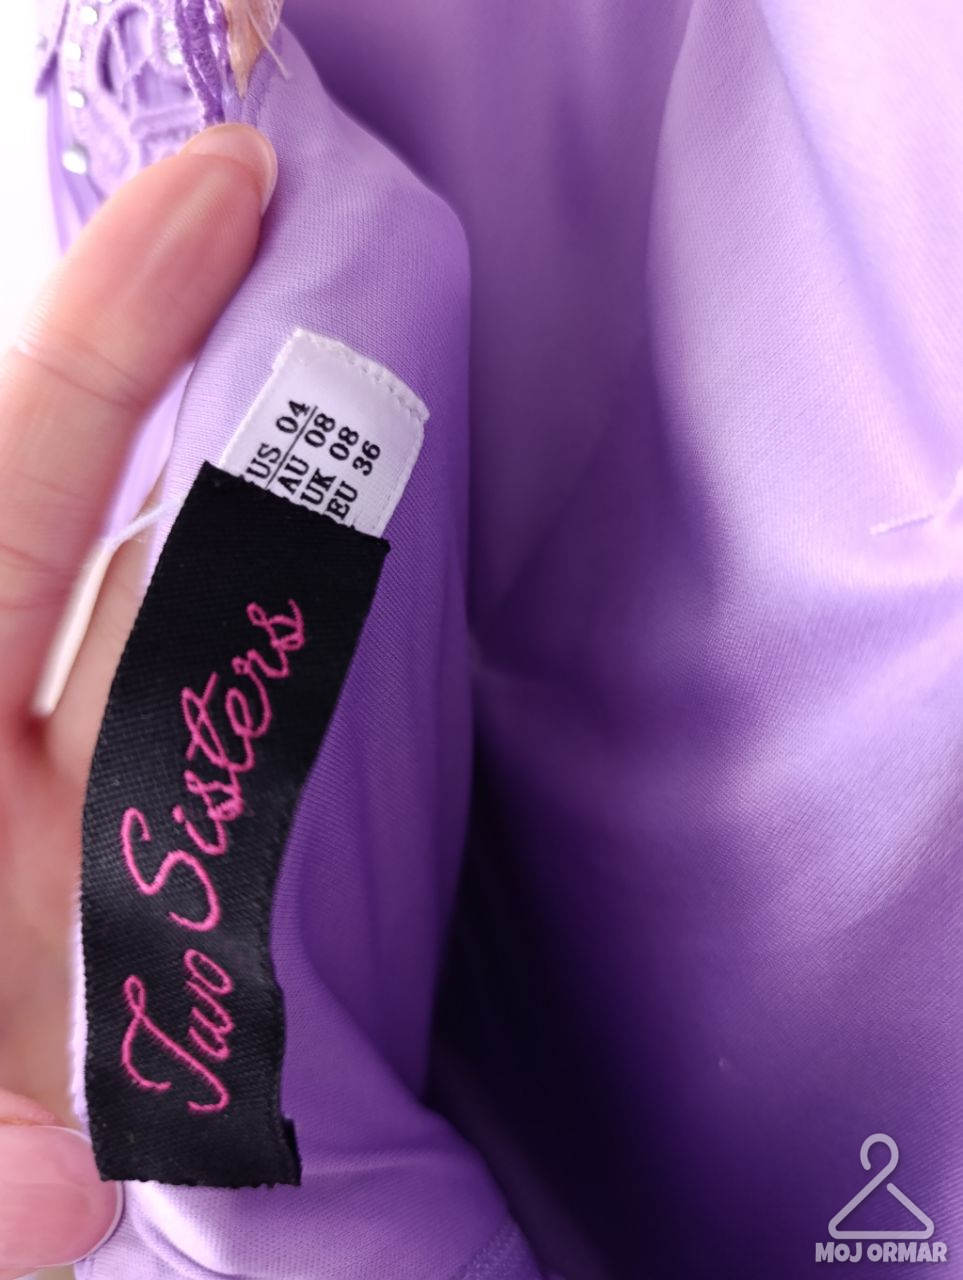 US 04
AU 08
UK 08
EU 36
Two Sisters
MOJ ORMAR